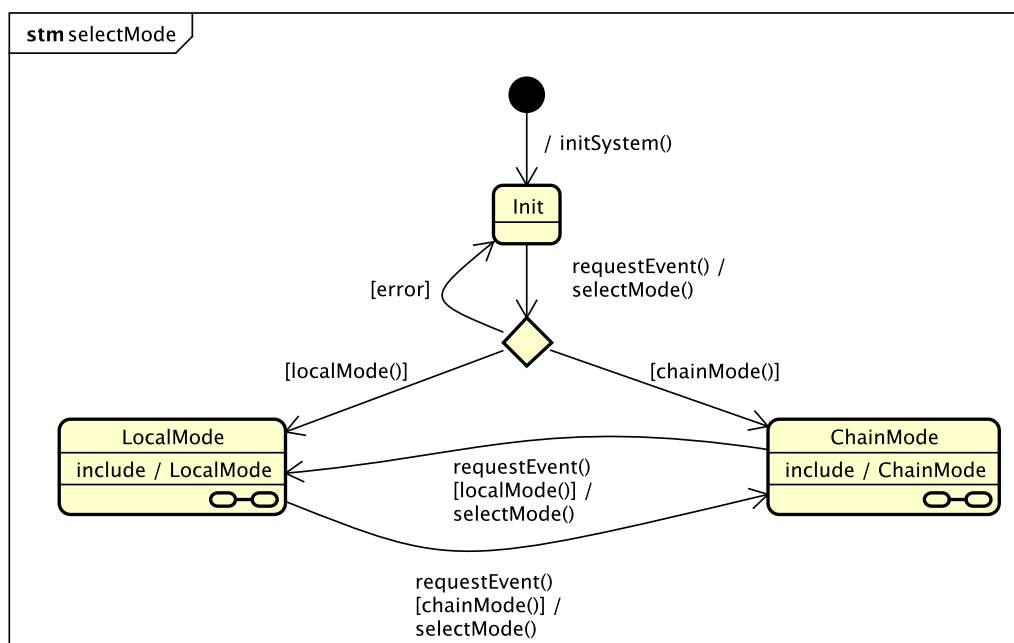 stm selectMode
/ initSystem()
Init
requestEvent() /
selectMode()
[error]
[localMode()]
[chainMode()]
LocalMode
include / LocalMode
ChainMode
include / ChainMode
requestEvent()
[localMode()] /
selectMode()
requestEvent()
[chainMode()] /
selectMode()